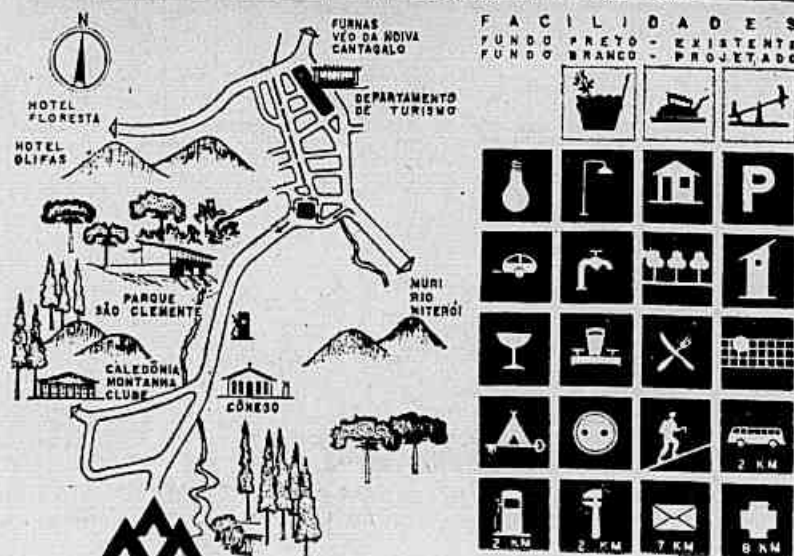 N
FURNAS
VÉO DA NOIVA
CANTAGALO
DEPARTAMENTO
DE TURISMO
HOTEL
FLORESTA
HOTEL
OLIFAS
PARQUE
SÃO CLEMENTE
MURI
RIO
NITERÓI
CALEDÔNIA
MONTANHA
CLUBE
CÔNEGO
FACILIDADES
FUNDO PRETO - EXISTENTE
FUNDO BRANCO - PROJETADO
P
2 KM
2 KM
2 KM
7 KM
8 KM